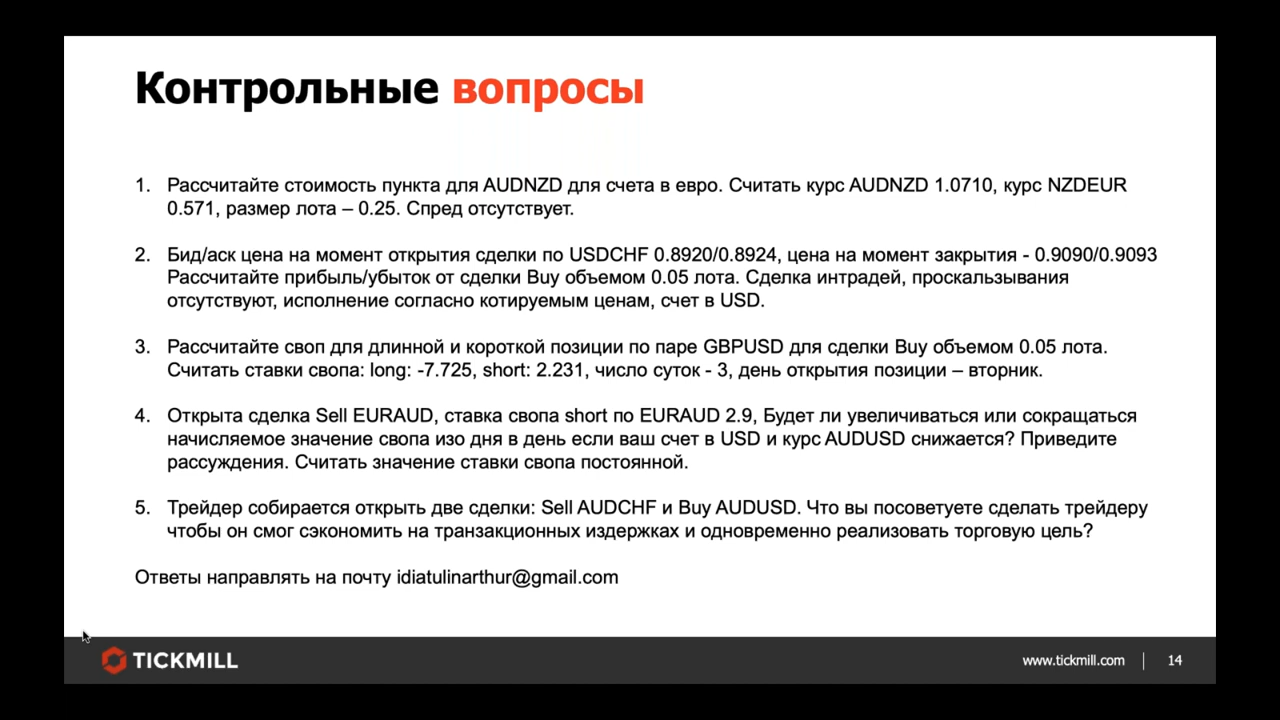 Контрольные вопросы
1. Рассчитайте стоимость пункта для AUDNZD для счета в евро. Считать курс AUDNZD 1.0710, курс NZDEUR
0.571, размер лота – 0.25. Спред отсутствует.
2. Бид/аск цена на момент открытия сделки по USDCHF 0.8920/0.8924, цена на момент закрытия - 0.9090/0.9093
Рассчитайте прибыль/убыток от сделки Buy объемом 0.05 лота. Сделка интрадей, проскальзывания
отсутствуют, исполнение согласно котируемым ценам, счет в USD.
3. Рассчитайте своп для длинной и короткой позиции по паре GBPUSD для сделки Buy объемом 0.05 лота.
Считать ставки свопа: long: -7.725, short: 2.231, число суток - 3, день открытия позиции – вторник.
4. Открыта сделка Sell EURAUD, ставка свопа short по EURAUD 2.9, Будет ли увеличиваться или сокращаться
начисляемое значение свопа изо дня в день если ваш счет в USD и курс AUDUSD снижается? Приведите
рассуждения. Считать значение ставки свопа постоянной.
5. Трейдер собирается открыть две сделки: Sell AUDCHF и Buy AUDUSD. Что вы посоветуете сделать трейдеру
чтобы он смог сэкономить на транзакционных издержках и одновременно реализовать торговую цель?
Ответы направлять на почту idiatulinarthur@gmail.com
TICKMILL
www.tickmill.com | 14